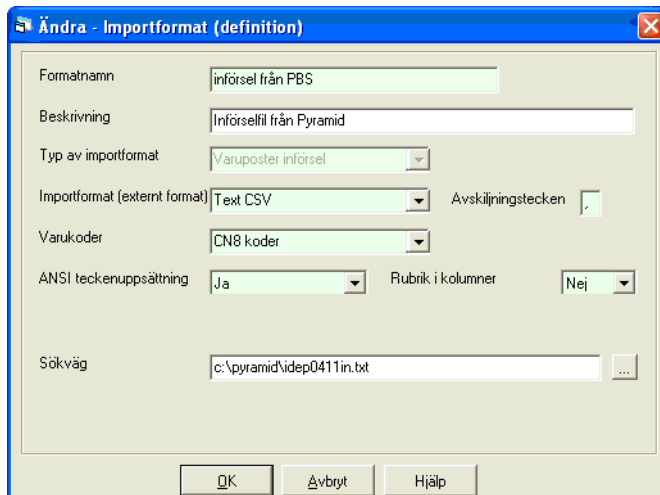 Ändra - Importformat (definition)
Formatnamn införsel från PBS
Beskrivning Införselfil från Pyramid
Typ av importformat Varuposter införsel
Importformat (externt format) Text CSV Avskiljningstecken ,
Varukoder CN8 koder
ANSI teckenuppsättning Ja Rubrik i kolumner Nej
Sökväg c:\pyramid\idep0411in.txt ...
OK Avbryt Hjälp